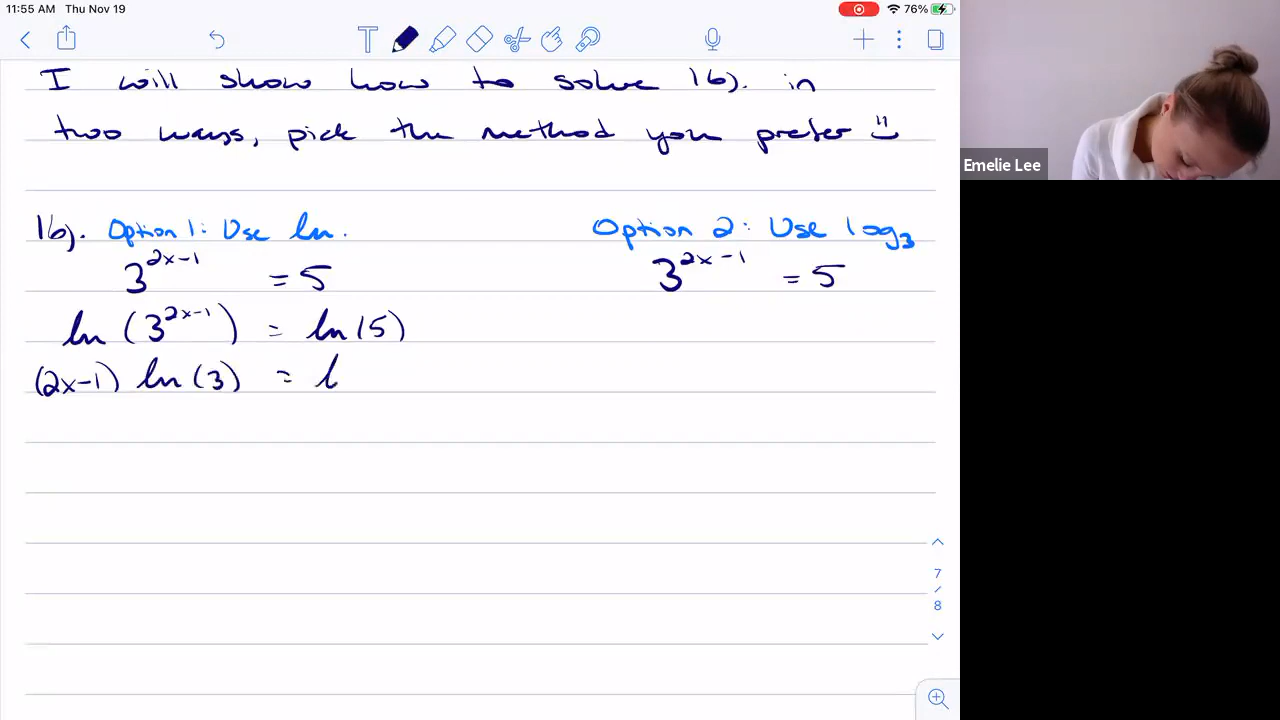 11:55 AM Thu Nov 19
76%
I will show how to solve 16). in
two ways, pick the method you prefer
Emelie Lee
16). Option 1: Use ln.
3^{2x-1} = 5
ln (3^{2x-1}) = ln(5)
(2x-1) ln(3) = l
Option 2: Use log₃
3^{2x-1} = 5
7
/
8